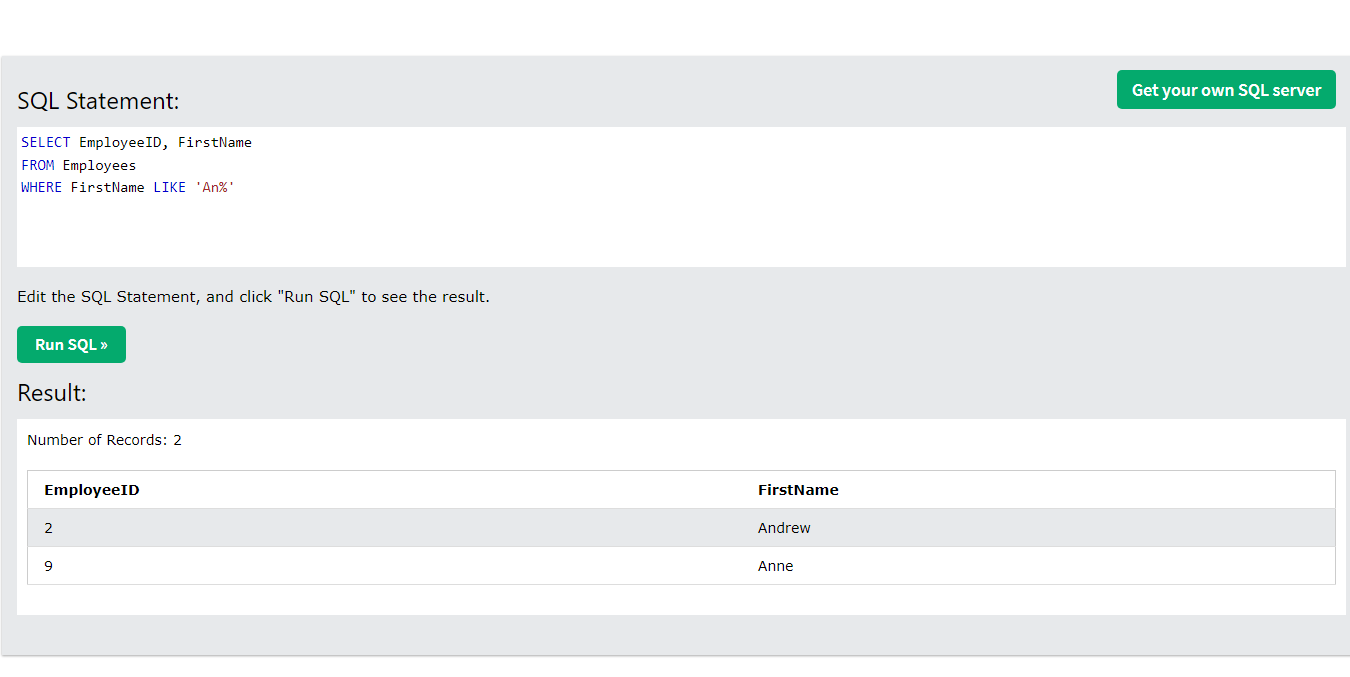 Get your own SQL server
SQL Statement:
SELECT EmployeeID, FirstName
FROM Employees
WHERE FirstName LIKE 'An%'
Edit the SQL Statement, and click "Run SQL" to see the result.
Run SQL »
Result:
Number of Records: 2
EmployeeID FirstName
2 Andrew
9 Anne